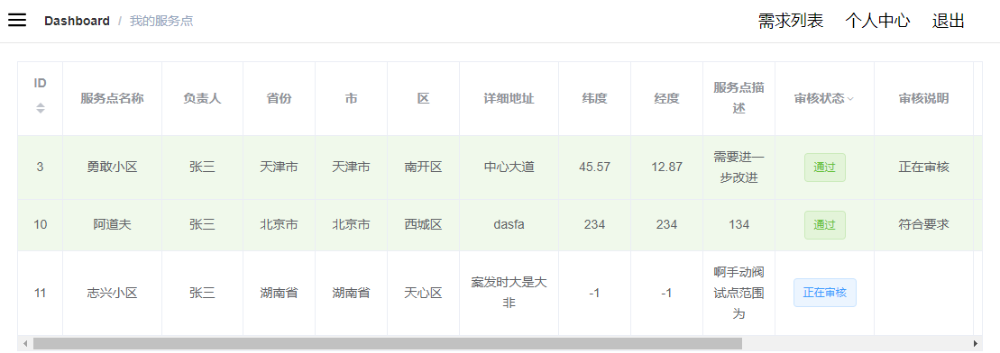 Dashboard / 我的服务点 需求列表 个人中心 退出
ID 服务点名称 负责人 省份 市 区 详细地址 纬度 经度 服务点描
述 审核状态 审核说明
3 勇敢小区 张三 天津市 天津市 南开区 中心大道 45.57 12.87 需要进一
步改进 通过 正在审核
10 阿道夫 张三 北京市 北京市 西城区 dasfa 234 234 134 通过 符合要求
11 志兴小区 张三 湖南省 湖南省 天心区 案发时大是大
非 -1 -1 啊手动阀
试点范围
为 正在审核